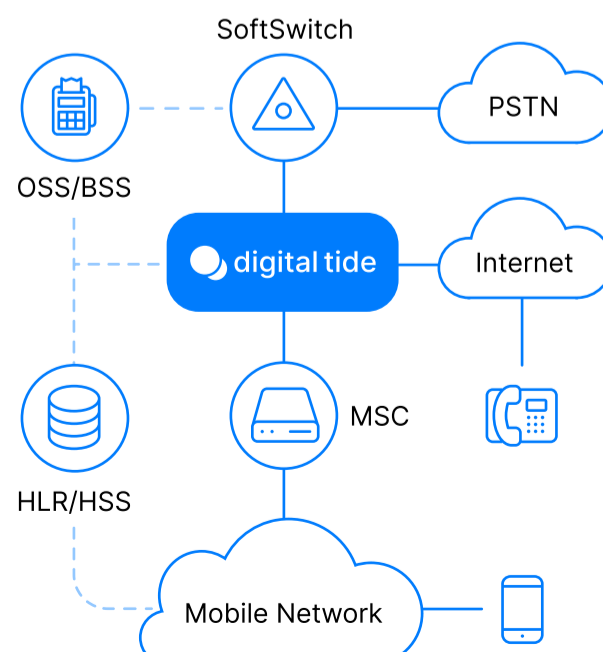 SoftSwitch
PSTN
OSS/BSS
digital tide
Internet
MSC
HLR/HSS
Mobile Network